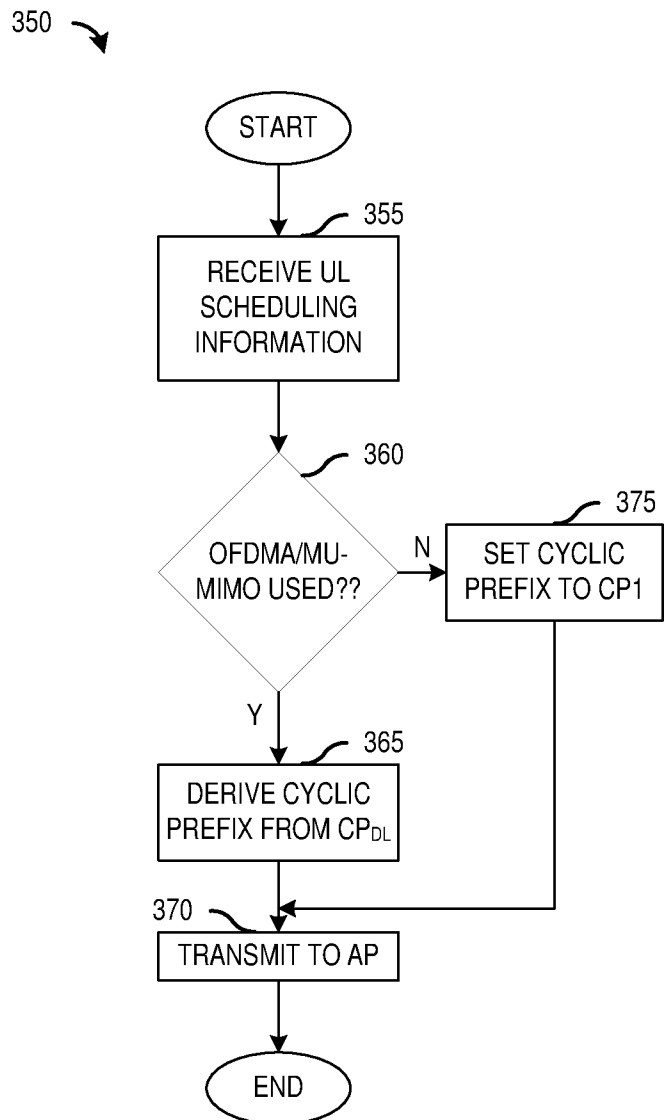 350
START
355
RECEIVE UL
SCHEDULING
INFORMATION
360
OFDMA/MU-
MIMO USED??
N
375
SET CYCLIC
PREFIX TO CP1
Y
365
DERIVE CYCLIC
PREFIX FROM CPDL
370
TRANSMIT TO AP
END